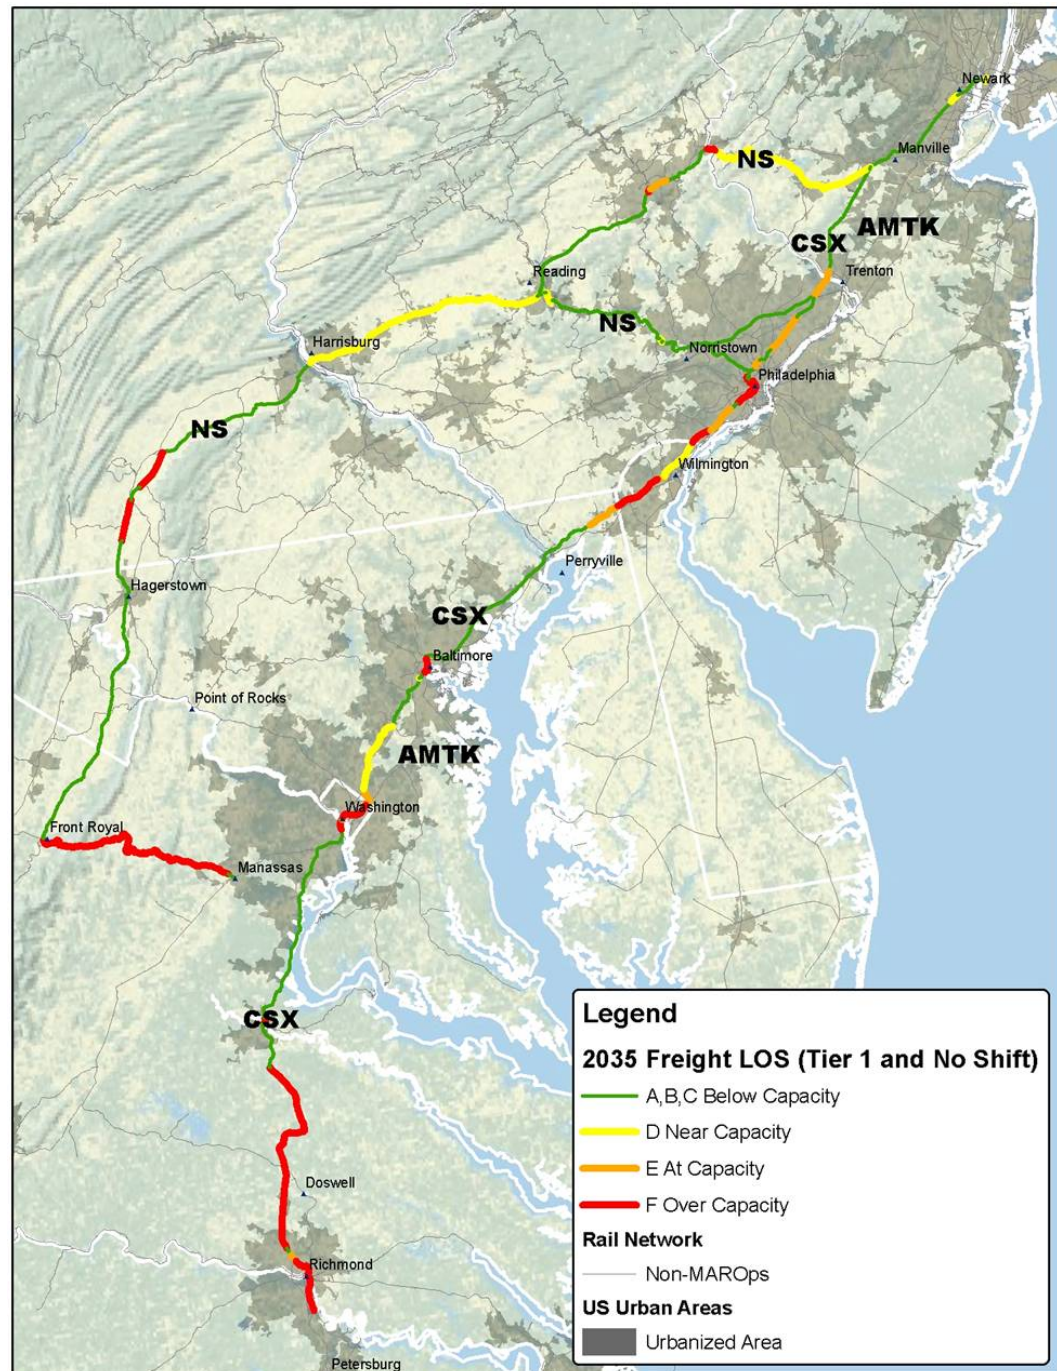 Newark
Manville
NS
AMTK
CSX
Trenton
Reading
NS
Harrisburg
Norristown
Philadelphia
NS
Wilmington
Perryville
Hagerstown
CSX
Baltimore
Point of Rocks
AMTK
Washington
Front Royal
Manassas
CSX
Doswell
Richmond
Petersburg
Legend
2035 Freight LOS (Tier 1 and No Shift)
A,B,C Below Capacity
D Near Capacity
E At Capacity
F Over Capacity
Rail Network
Non-MAROps
US Urban Areas
Urbanized Area